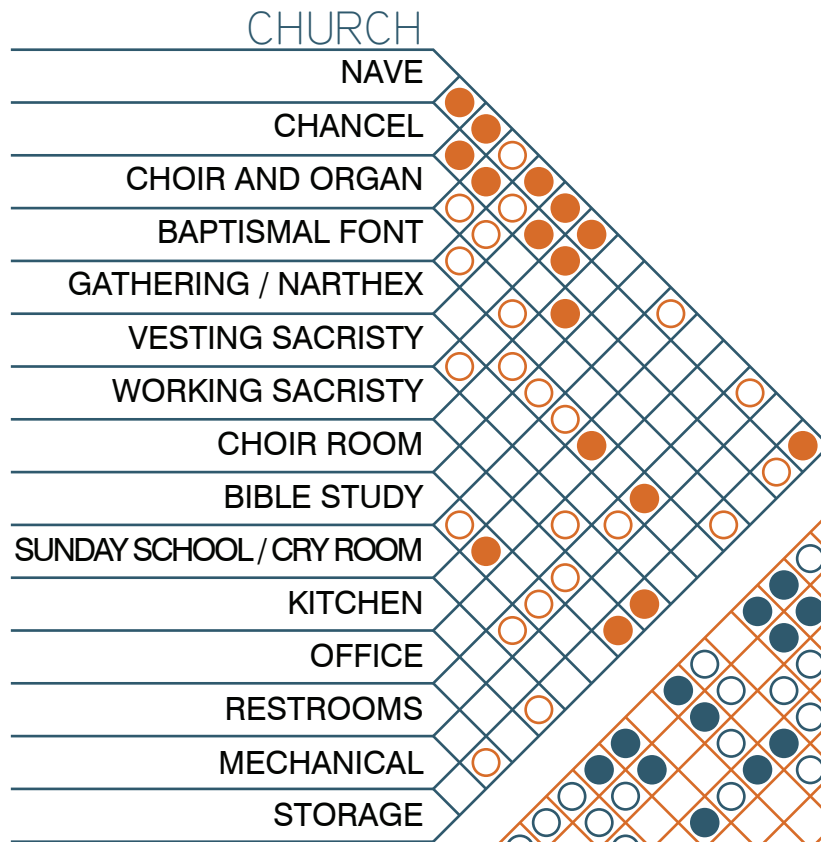 CHURCH
NAVE
CHANCEL
CHOIR AND ORGAN
BAPTISMAL FONT
GATHERING / NARTHEX
VESTING SACRISTY
WORKING SACRISTY
CHOIR ROOM
BIBLE STUDY
SUNDAY SCHOOL / CRY ROOM
KITCHEN
OFFICE
RESTROOMS
MECHANICAL
STORAGE